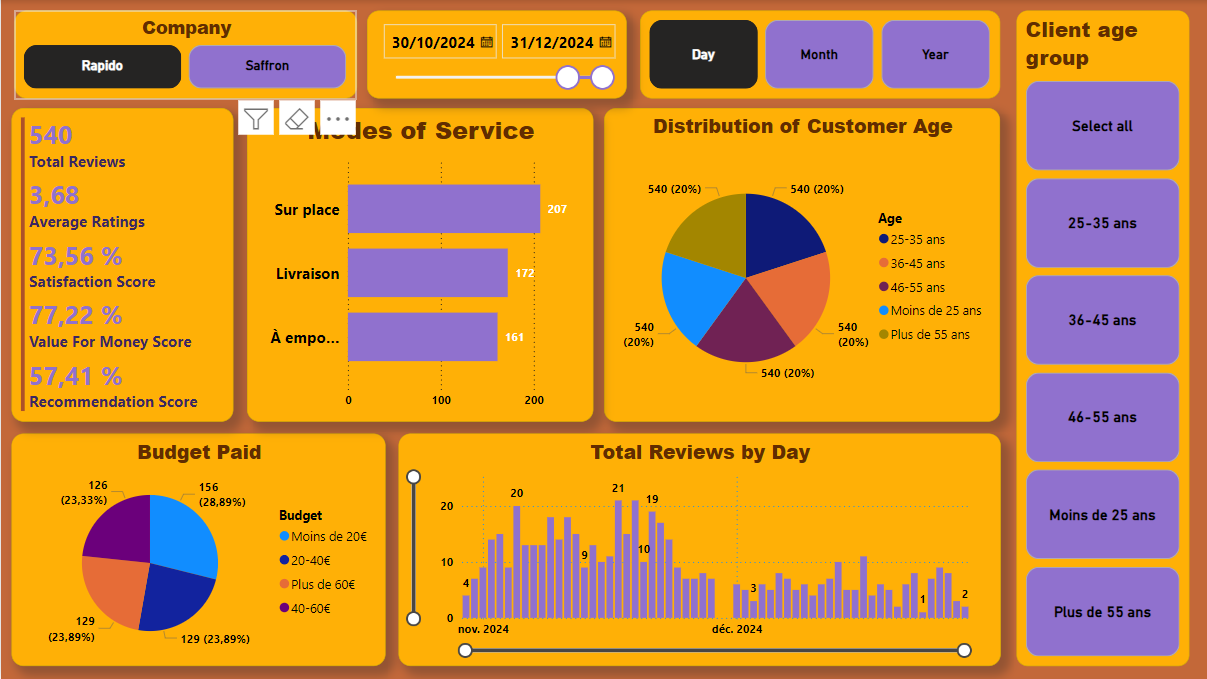 Company
Rapido
Saffron
30/10/2024
31/12/2024
Day
Month
Year
Client age
group
Select all
25-35 ans
36-45 ans
46-55 ans
Moins de 25 ans
Plus de 55 ans
540
Total Reviews
3,68
Average Ratings
73,56 %
Satisfaction Score
77,22 %
Value For Money Score
57,41 %
Recommendation Score
Modes of Service
Sur place
207
Livraison
172
À empo...
161
0
100
200
Distribution of Customer Age
540 (20%)
540 (20%)
540
(20%)
540
(20%)
540 (20%)
Age
25-35 ans
36-45 ans
46-55 ans
Moins de 25 ans
Plus de 55 ans
Budget Paid
126
(23,33%)
156
(28,89%)
129
(23,89%)
129 (23,89%)
Budget
Moins de 20€
20-40€
Plus de 60€
40-60€
Total Reviews by Day
20
10
0
4
20
9
21
10
19
3
1
2
nov. 2024
déc. 2024